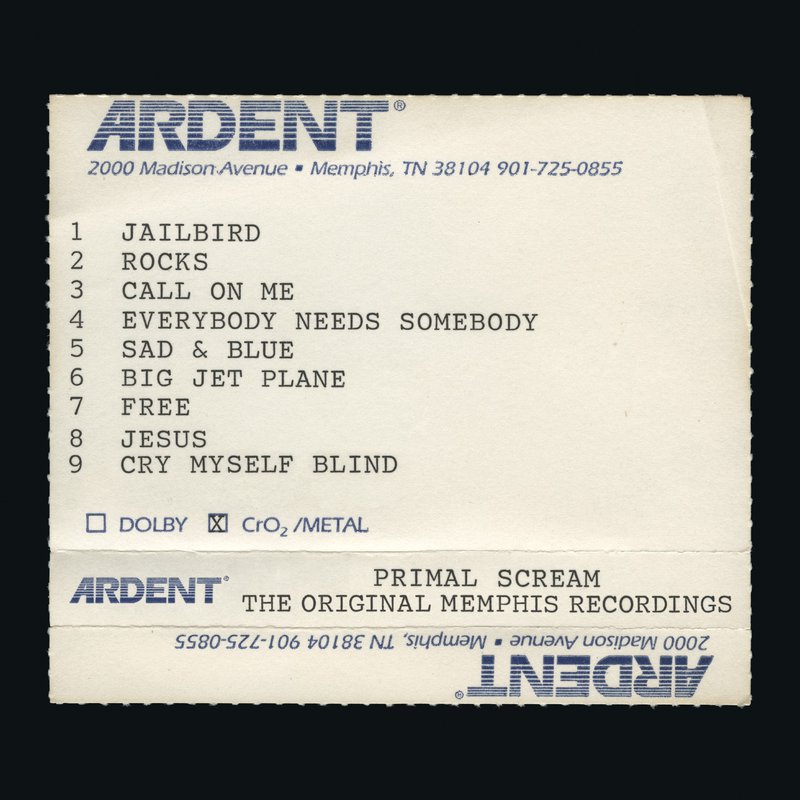 ARDENT®
2000 Madison Avenue ▪ Memphis, TN 38104 901-725-0855
1 JAILBIRD
2 ROCKS
3 CALL ON ME
4 EVERYBODY NEEDS SOMEBODY
5 SAD & BLUE
6 BIG JET PLANE
7 FREE
8 JESUS
9 CRY MYSELF BLIND
☐ DOLBY ☒ CrO₂ /METAL
PRIMAL SCREAM
ARDENT® THE ORIGINAL MEMPHIS RECORDINGS
2000 Madison Avenue ▪ Memphis, TN 38104 901-725-0855
ARDENT®